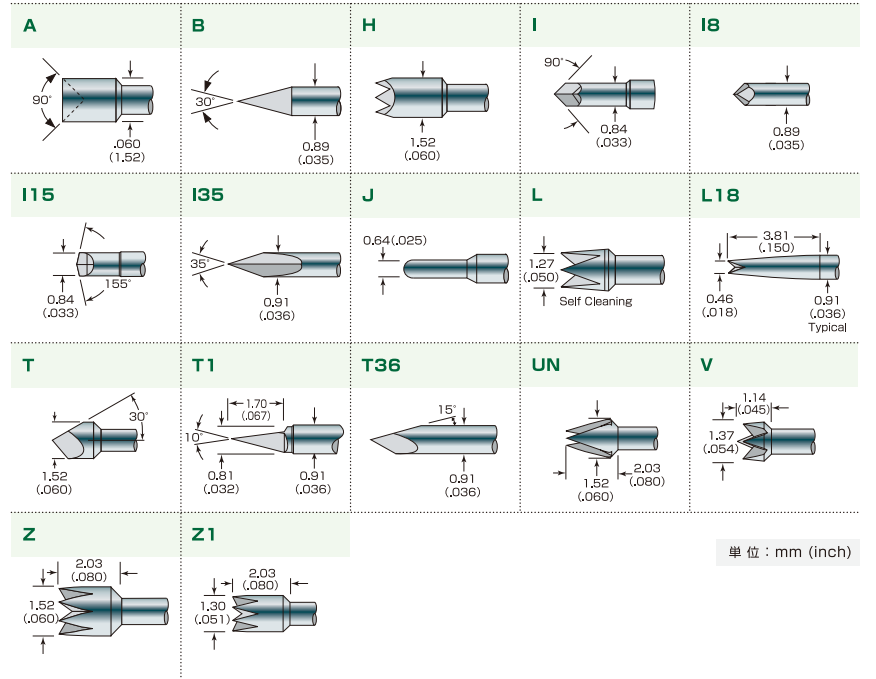 A
90°
.060
(1.52)
B
30°
0.89
(.035)
H
1.52
(.060)
I
90°
0.84
(.033)
I8
0.89
(.035)
I15
0.84
(.033)
155°
I35
35°
0.91
(.036)
J
0.64(.025)
L
1.27
(.050)
Self Cleaning
L18
3.81
(.150)
0.46
(.018)
0.91
(.036)
Typical
T
30°
1.52
(.060)
T1
1.70
(.067)
10°
0.81
(.032)
0.91
(.036)
T36
15°
0.91
(.036)
UN
2.03
(.080)
1.52
(.060)
V
1.14
(.045)
1.37
(.054)
Z
2.03
(.080)
1.52
(.060)
Z1
2.03
(.080)
1.30
(.051)
単位：mm (inch)